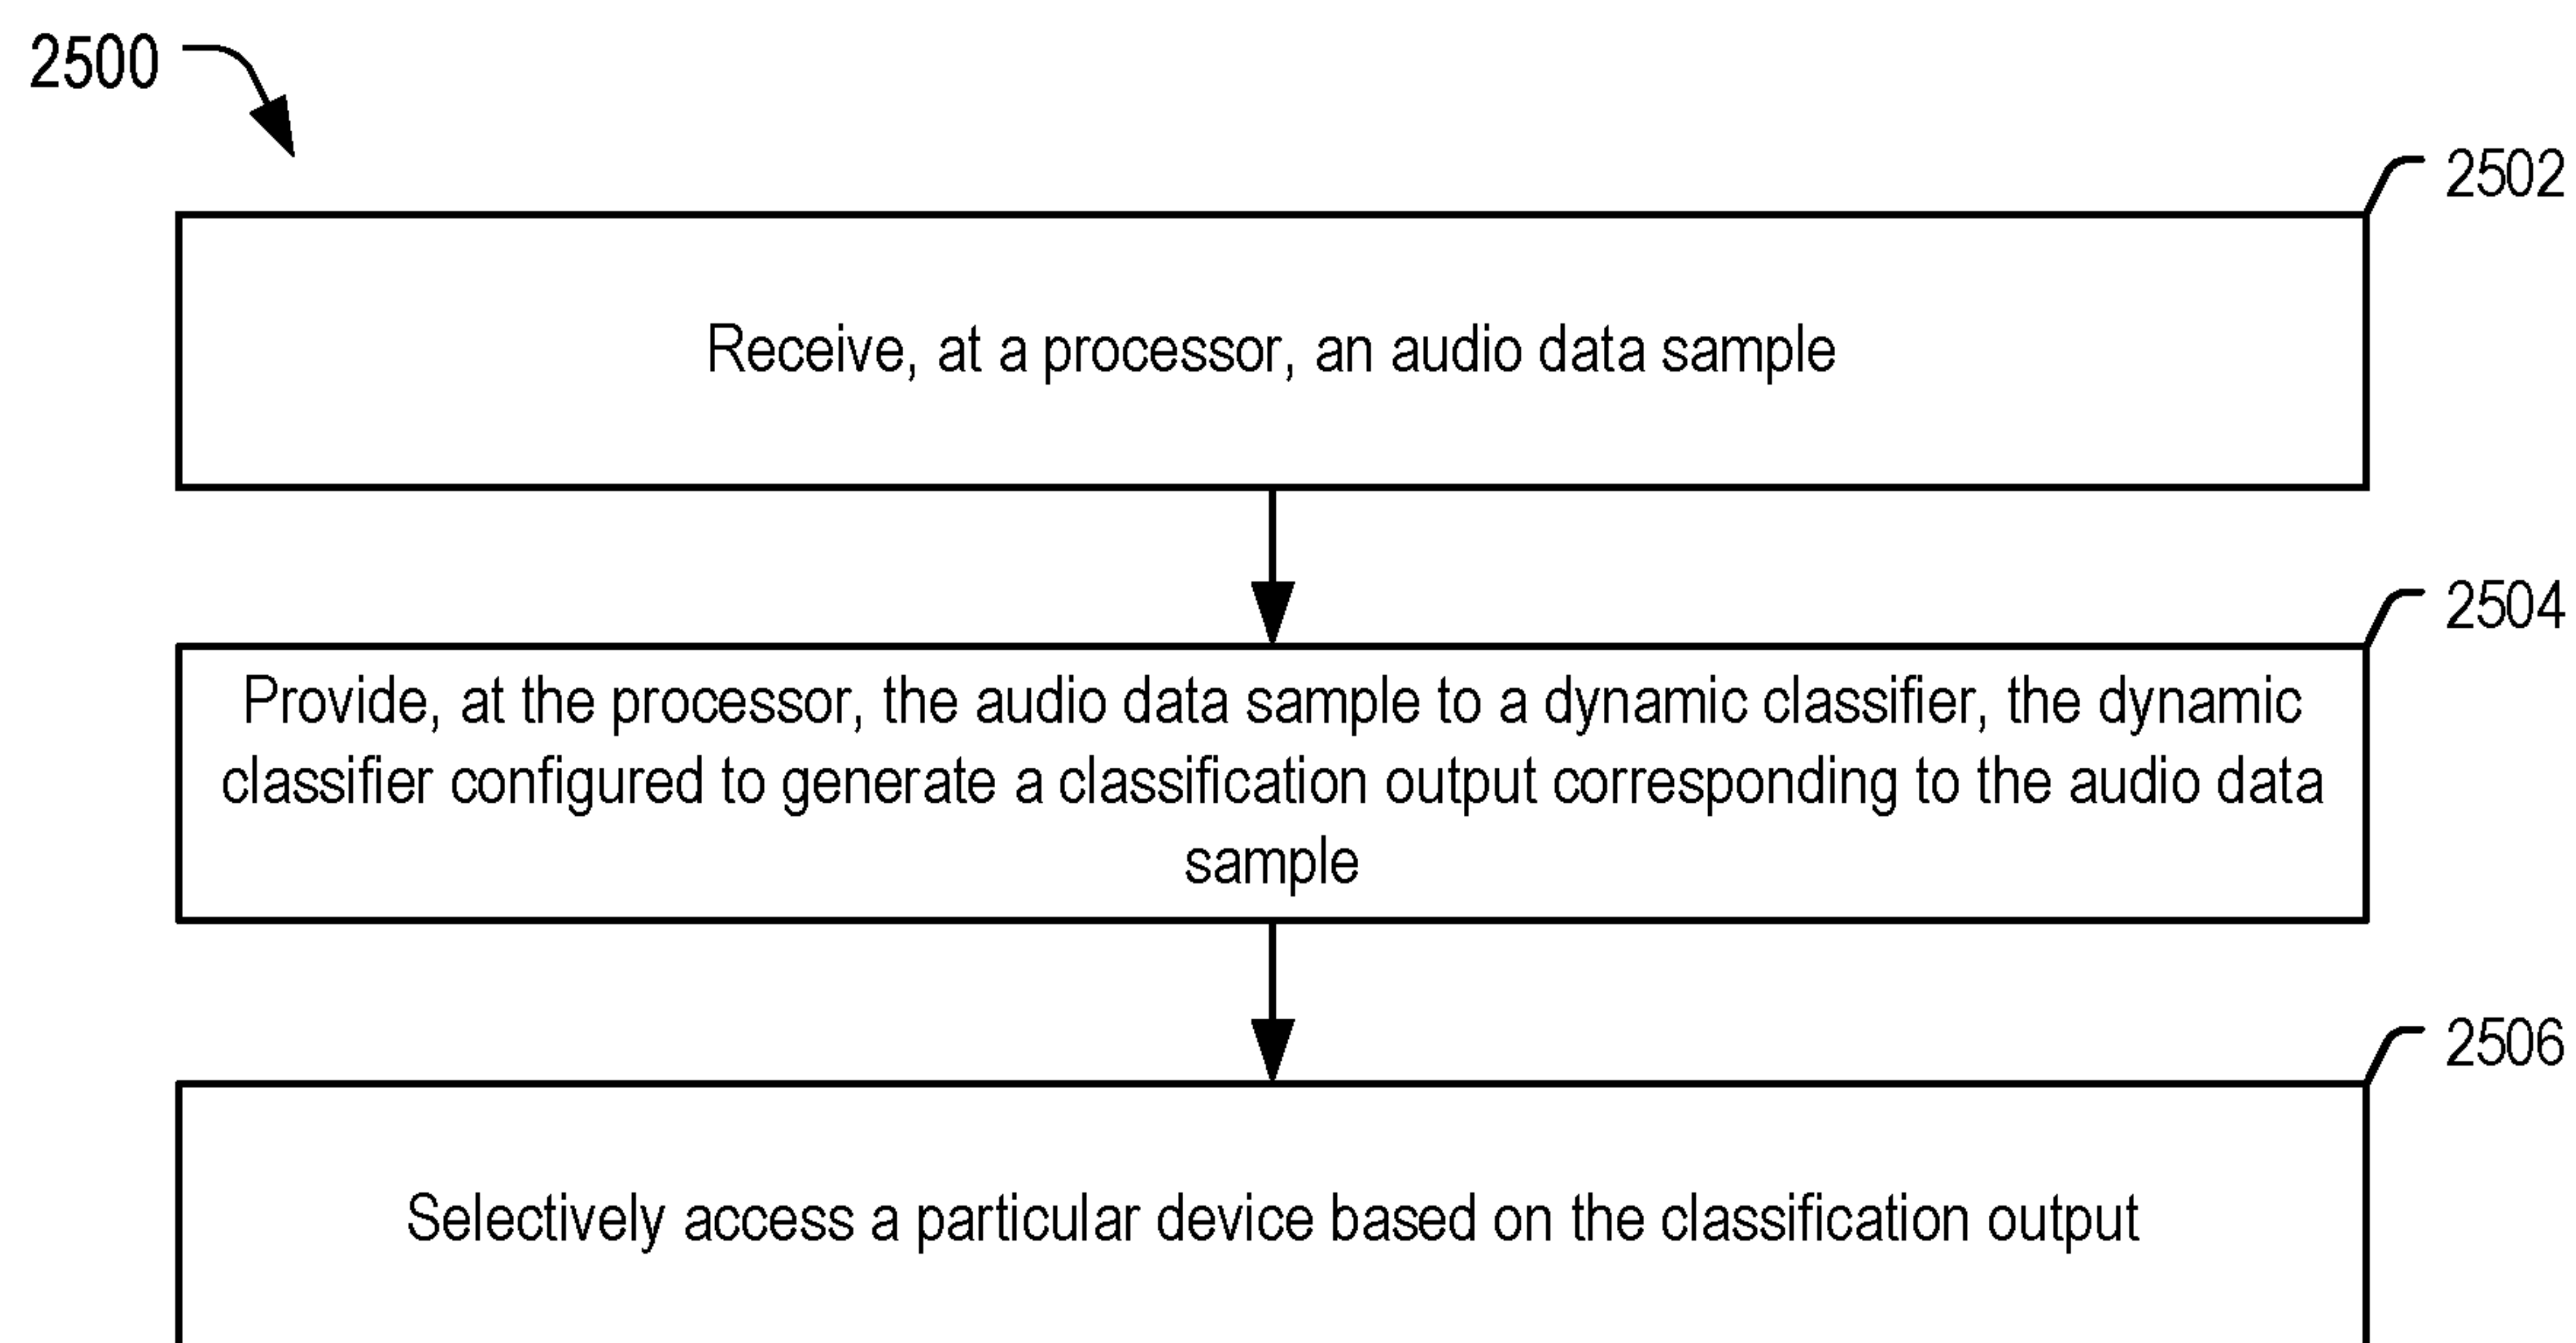 2500
2502
Receive, at a processor, an audio data sample
2504
Provide, at the processor, the audio data sample to a dynamic classifier, the dynamic
classifier configured to generate a classification output corresponding to the audio data
sample
2506
Selectively access a particular device based on the classification output